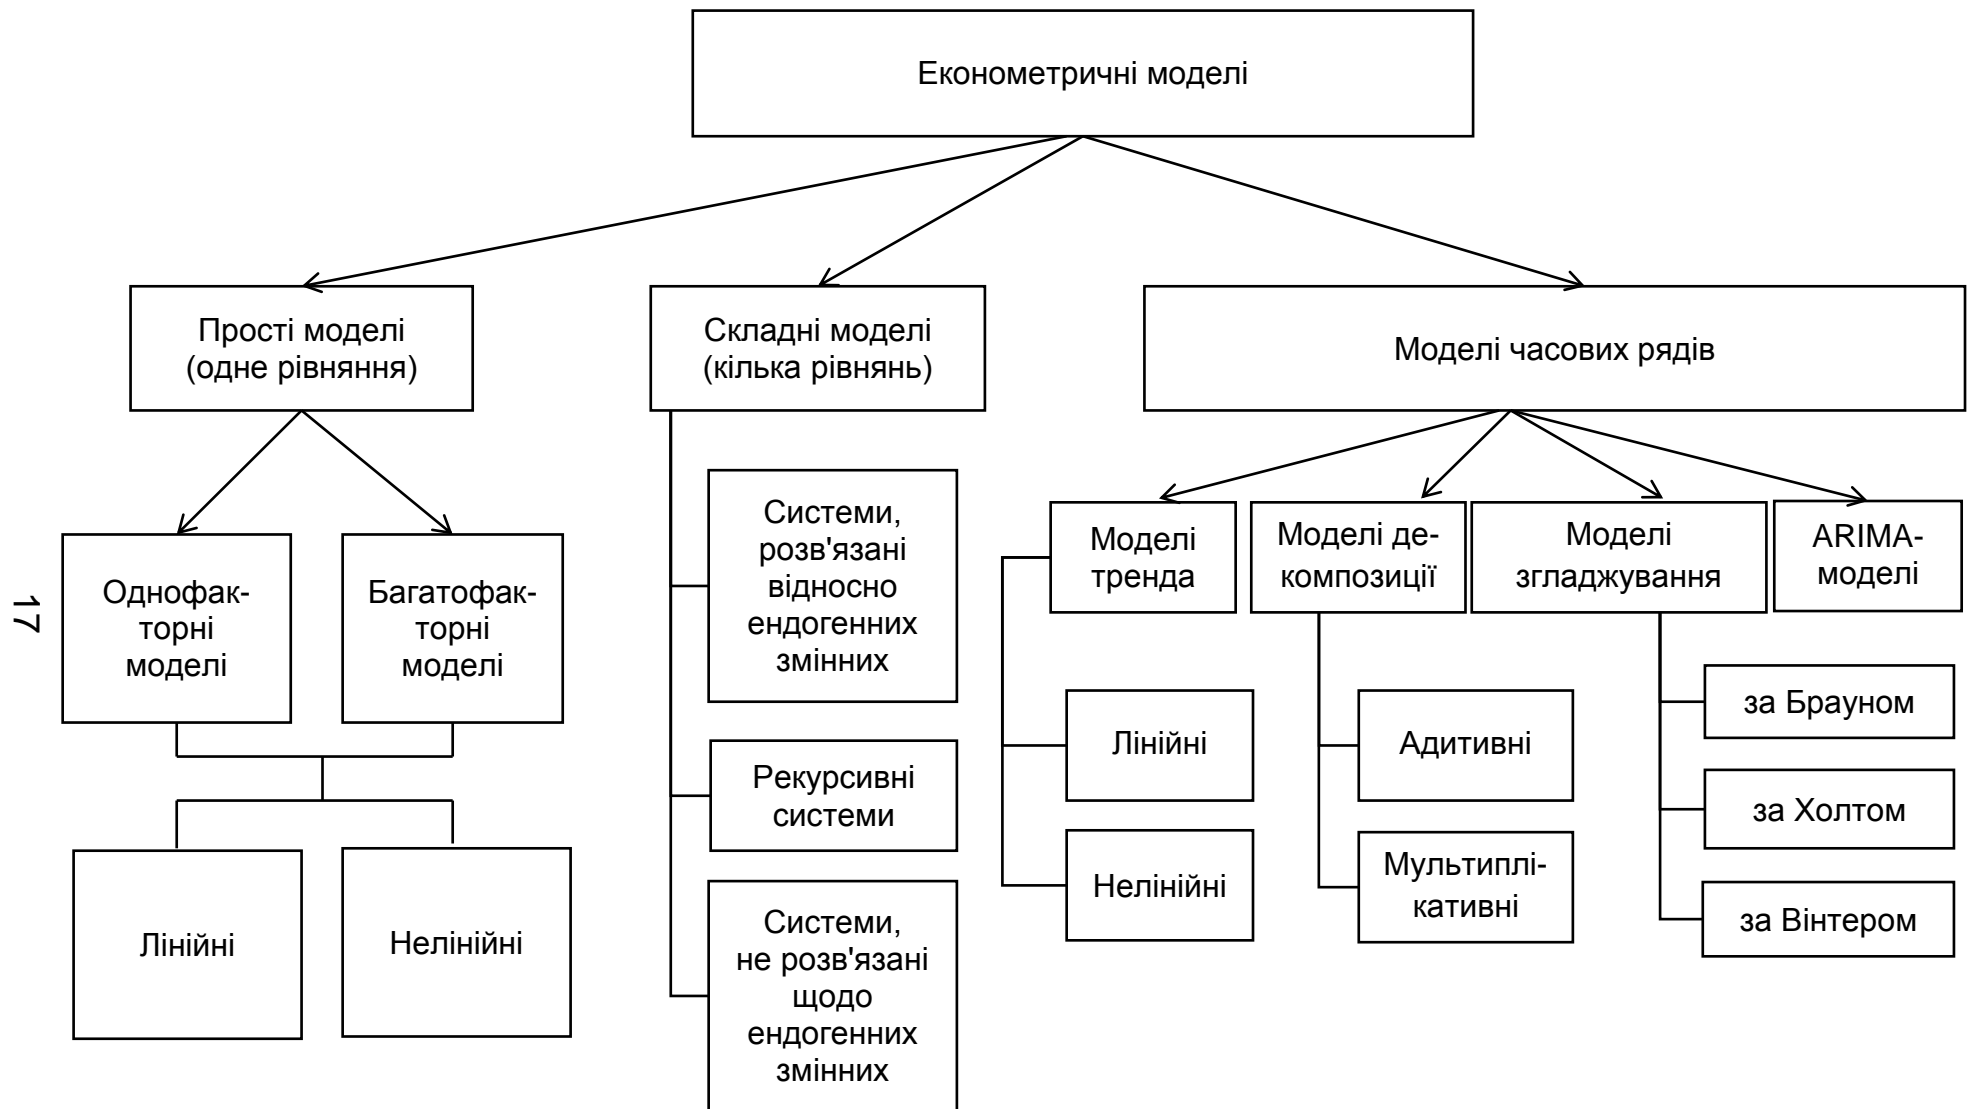 Економетричні моделі
Прості моделі
(одне рівняння)
Складні моделі
(кілька рівнянь)
Моделі часових рядів
Однофак-
торні
моделі
Багатофак-
торні
моделі
Лінійні
Нелінійні
Системи,
розв'язані
відносно
ендогенних
змінних
Рекурсивні
системи
Системи,
не розв'язані
щодо
ендогенних
змінних
Моделі
тренда
Лінійні
Нелінійні
Моделі де-
композиції
Адитивні
Мультиплі-
кативні
Моделі
згладжування
за Брауном
за Холтом
за Вінтером
ARIMA-
моделі
17